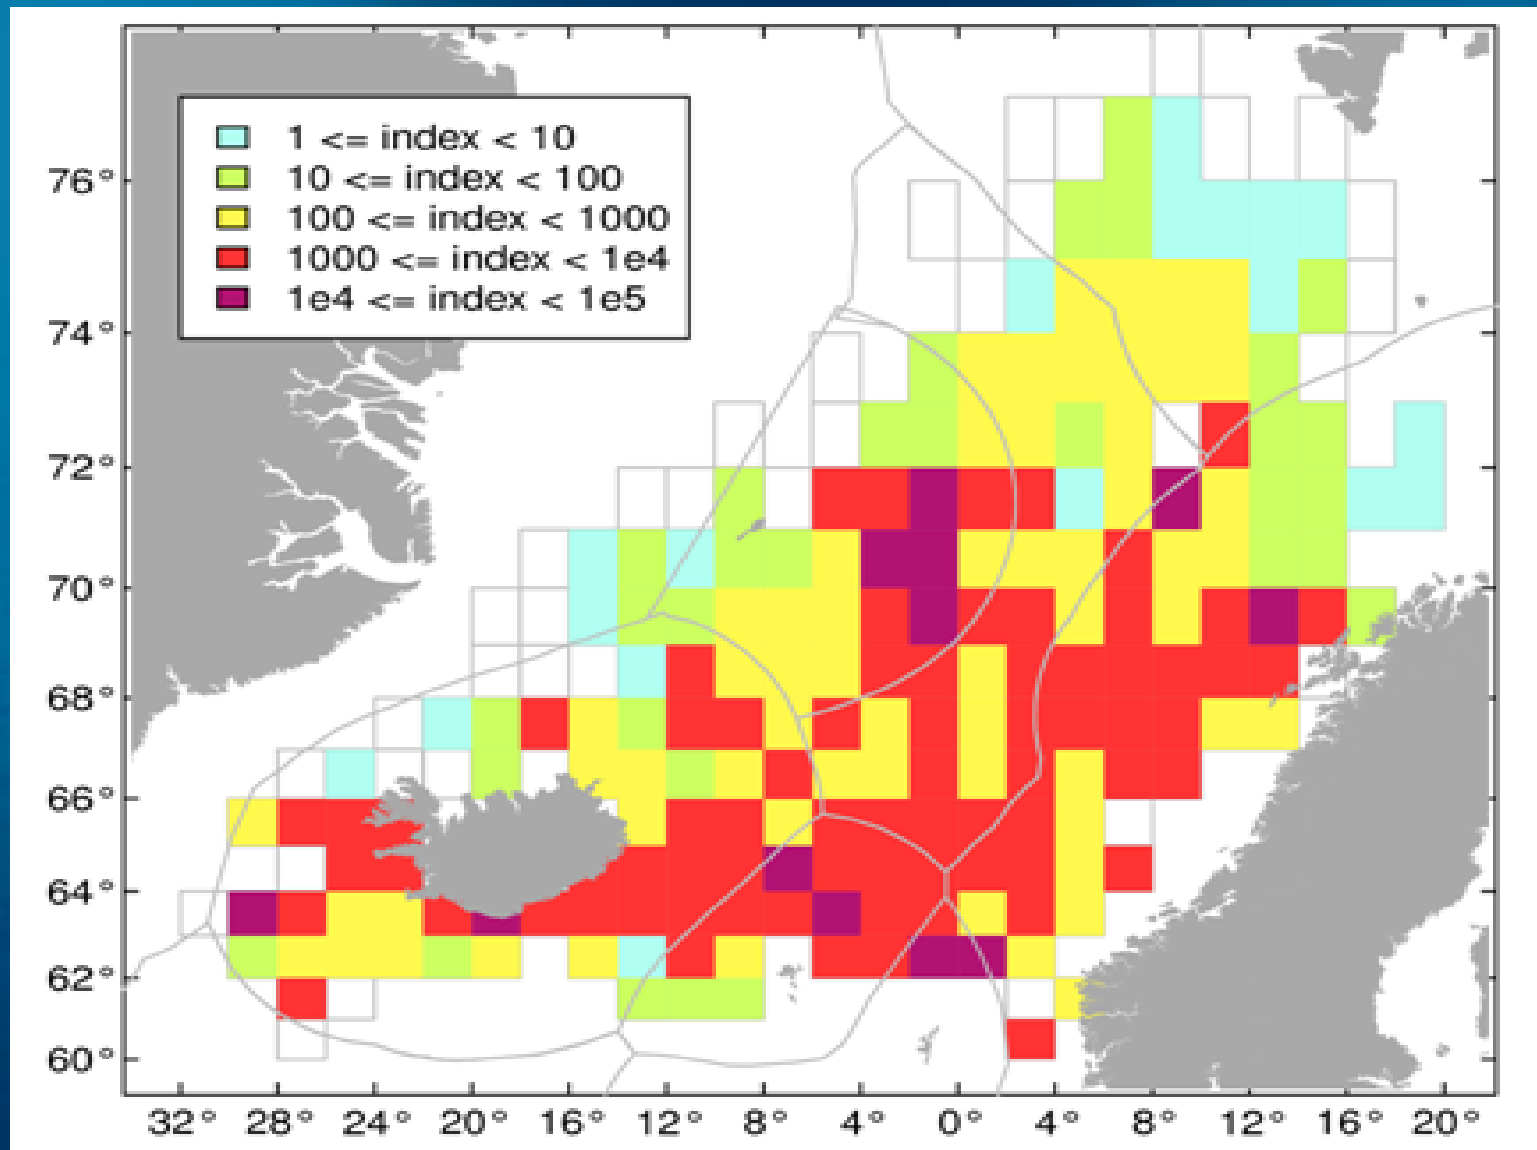 1 <= index < 10
10 <= index < 100
100 <= index < 1000
1000 <= index < 1e4
1e4 <= index < 1e5
76°
74°
72°
70°
68°
66°
64°
62°
60°
32° 28° 24° 20° 16° 12° 8° 4° 0° 4° 8° 12° 16° 20°